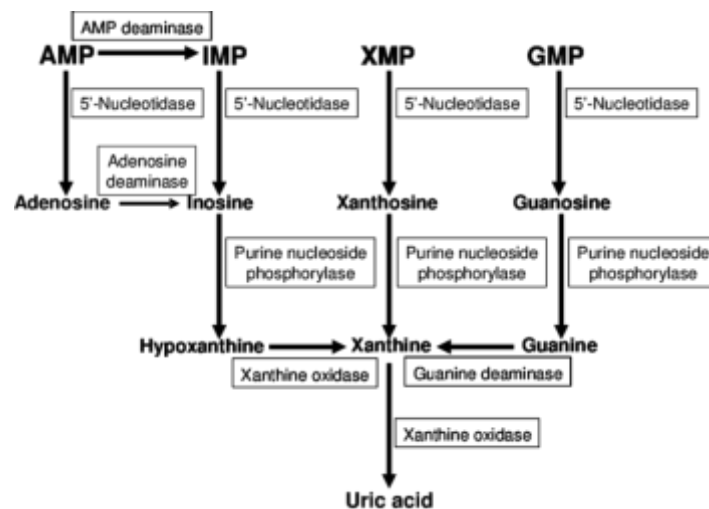 AMP deaminase
AMP IMP XMP GMP
5'-Nucleotidase 5'-Nucleotidase 5'-Nucleotidase 5'-Nucleotidase
Adenosine
deaminase
Adenosine Inosine Xanthosine Guanosine
Purine nucleoside
phosphorylase
Purine nucleoside
phosphorylase
Purine nucleoside
phosphorylase
Hypoxanthine Xanthine Guanine
Xanthine oxidase Guanine deaminase
Xanthine oxidase
Uric acid